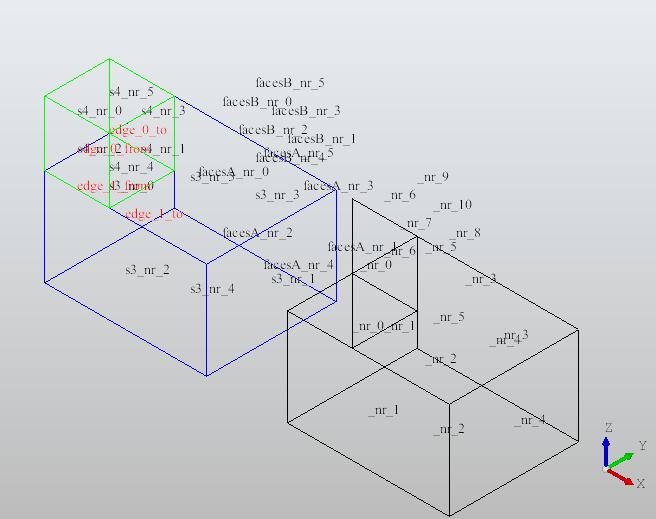 facesB_nr_5
s4_nr_5
facesB_nr_0
s4_nr_0
s4_nr_3
facesB_nr_3
edge_0_to
facesB_nr_2
facesB_nr_1
s4_nr_2
edge_0_from
s4_nr_1
facesA_nr_5
facesB_nr_4
s4_nr_4
facesA_nr_0
s3_nr_5
_nr_9
edge_1_from
s3_nr_0
facesA_nr_3
s3_nr_3
_nr_6
_nr_10
edge_1_to
_nr_7
facesA_nr_2
_nr_8
facesA_nr_1
_nr_6
_nr_5
facesA_nr_4
_nr_0
s3_nr_2
s3_nr_1
_nr_3
s3_nr_4
_nr_5
_nr_0
_nr_1
_nr_3
_nr_4
_nr_2
_nr_1
_nr_4
_nr_2
Z
Y
X